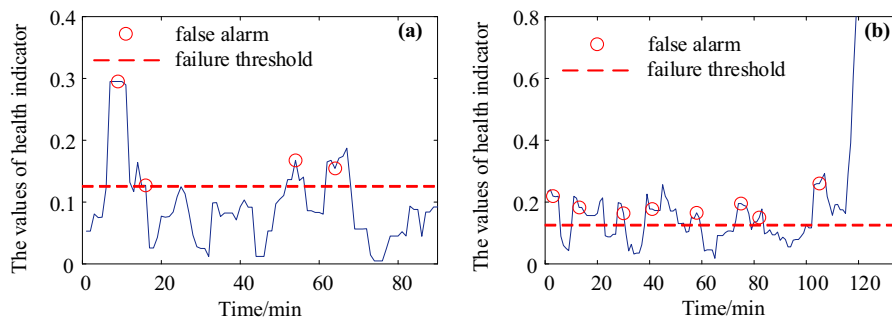 (a)
false alarm
failure threshold
The values of health indicator
0.4
0.3
0.2
0.1
0
0 20 40 60 80
Time/min
(b)
false alarm
failure threshold
The values of health indicator
0.8
0.6
0.4
0.2
0
0 20 40 60 80 100 120
Time/min